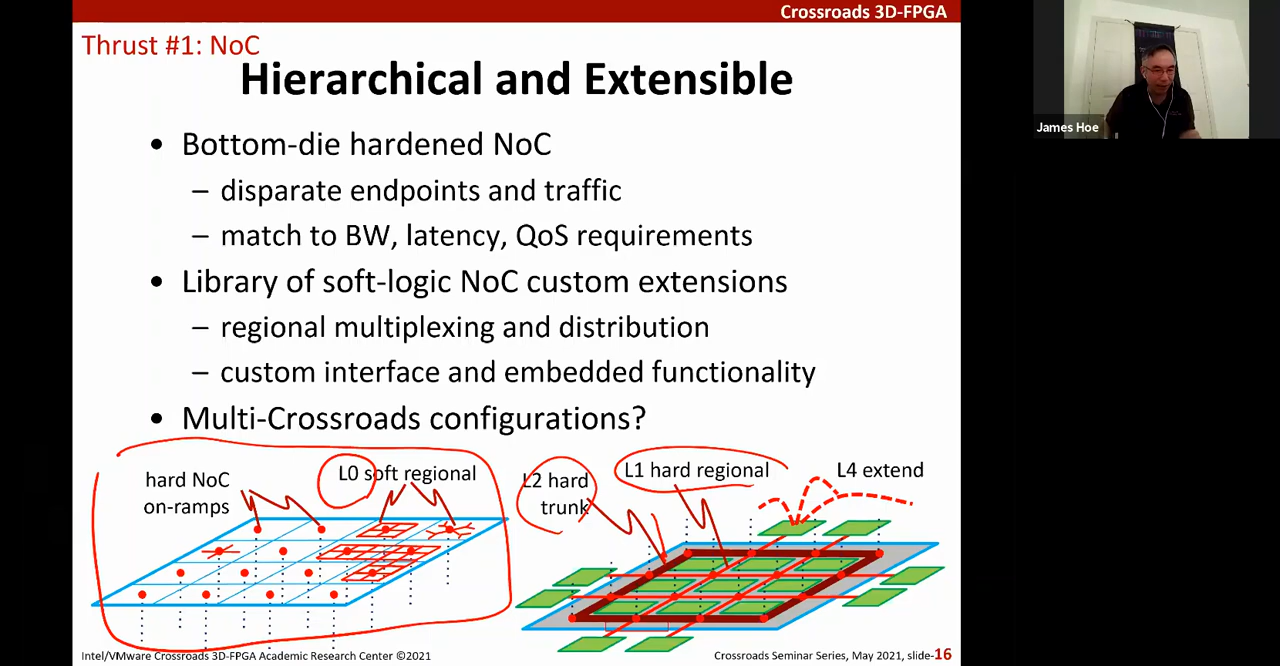 Crossroads 3D-FPGA
Thrust #1: NoC
Hierarchical and Extensible
• Bottom-die hardened NoC
– disparate endpoints and traffic
– match to BW, latency, QoS requirements
• Library of soft-logic NoC custom extensions
– regional multiplexing and distribution
– custom interface and embedded functionality
• Multi-Crossroads configurations?
hard NoC
on-ramps
L0 soft regional
L2 hard
trunk
L1 hard regional
L4 extend
Intel/VMware Crossroads 3D-FPGA Academic Research Center ©2021
Crossroads Seminar Series, May 2021, slide-16
James Hoe